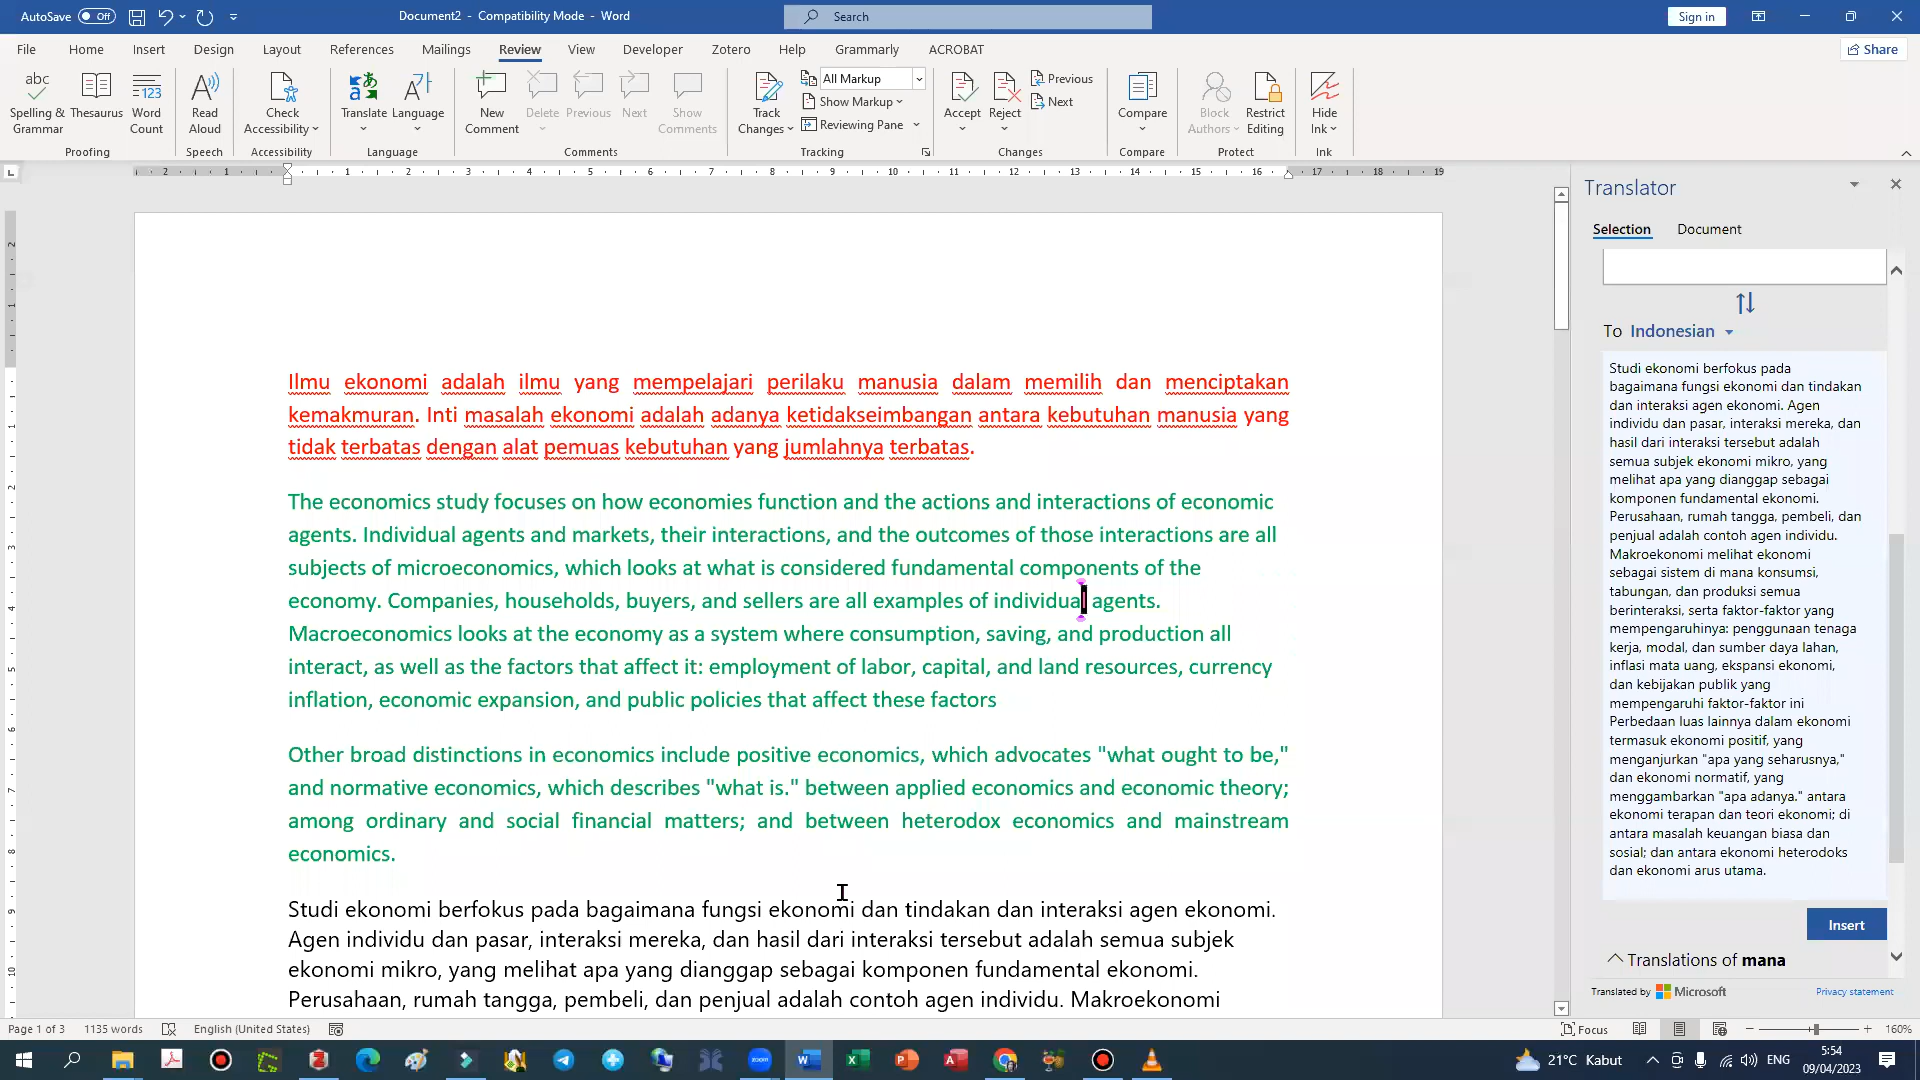 AutoSave Off
Document2 - Compatibility Mode - Word
Search
Sign in
File Home Insert Design Layout References Mailings Review View Developer Zotero Help Grammarly ACROBAT
Share
Spelling & Grammar
Thesaurus
Word Count
Read Aloud
Check Accessibility
Translate
Language
New Comment
Delete
Previous
Next
Show Comments
Track Changes
All Markup
Show Markup
Reviewing Pane
Accept
Reject
Previous
Next
Compare
Block Authors
Restrict Editing
Hide Ink
Proofing Speech Accessibility Language Comments Tracking Changes Compare Protect Ink
2 1 1 2 3 4 5 6 7 8 9 10 11 12 13 14 15 16 17 18 19
Ilmu ekonomi adalah ilmu yang mempelajari perilaku manusia dalam memilih dan menciptakan
kemakmuran. Inti masalah ekonomi adalah adanya ketidakseimbangan antara kebutuhan manusia yang
tidak terbatas dengan alat pemuas kebutuhan yang jumlahnya terbatas.
The economics study focuses on how economies function and the actions and interactions of economic
agents. Individual agents and markets, their interactions, and the outcomes of those interactions are all
subjects of microeconomics, which looks at what is considered fundamental components of the
economy. Companies, households, buyers, and sellers are all examples of individual agents.
Macroeconomics looks at the economy as a system where consumption, saving, and production all
interact, as well as the factors that affect it: employment of labor, capital, and land resources, currency
inflation, economic expansion, and public policies that affect these factors
Other broad distinctions in economics include positive economics, which advocates "what ought to be,"
and normative economics, which describes "what is." between applied economics and economic theory;
among ordinary and social financial matters; and between heterodox economics and mainstream
economics.
Studi ekonomi berfokus pada bagaimana fungsi ekonomi dan tindakan dan interaksi agen ekonomi.
Agen individu dan pasar, interaksi mereka, dan hasil dari interaksi tersebut adalah semua subjek
ekonomi mikro, yang melihat apa yang dianggap sebagai komponen fundamental ekonomi.
Perusahaan, rumah tangga, pembeli, dan penjual adalah contoh agen individu. Makroekonomi
Translator
Selection Document
To Indonesian
Studi ekonomi berfokus pada
bagaimana fungsi ekonomi dan tindakan
dan interaksi agen ekonomi. Agen
individu dan pasar, interaksi mereka, dan
hasil dari interaksi tersebut adalah
semua subjek ekonomi mikro, yang
melihat apa yang dianggap sebagai
komponen fundamental ekonomi.
Perusahaan, rumah tangga, pembeli, dan
penjual adalah contoh agen individu.
Makroekonomi melihat ekonomi
sebagai sistem di mana konsumsi,
tabungan, dan produksi semua
berinteraksi, serta faktor-faktor yang
mempengaruhinya: penggunaan tenaga
kerja, modal, dan sumber daya lahan,
inflasi mata uang, ekspansi ekonomi,
dan kebijakan publik yang
mempengaruhi faktor-faktor ini
Perbedaan luas lainnya dalam ekonomi
termasuk ekonomi positif, yang
menganjurkan "apa yang seharusnya,"
dan ekonomi normatif, yang
menggambarkan "apa adanya." antara
ekonomi terapan dan teori ekonomi; di
antara masalah keuangan biasa dan
sosial; dan antara ekonomi heterodoks
dan ekonomi arus utama.
Insert
Translations of mana
Translated by Microsoft
Privacy statement
Page 1 of 3 1135 words English (United States)
Focus
160%
zoom
21°C Kabut
ENG
5:54
09/04/2023